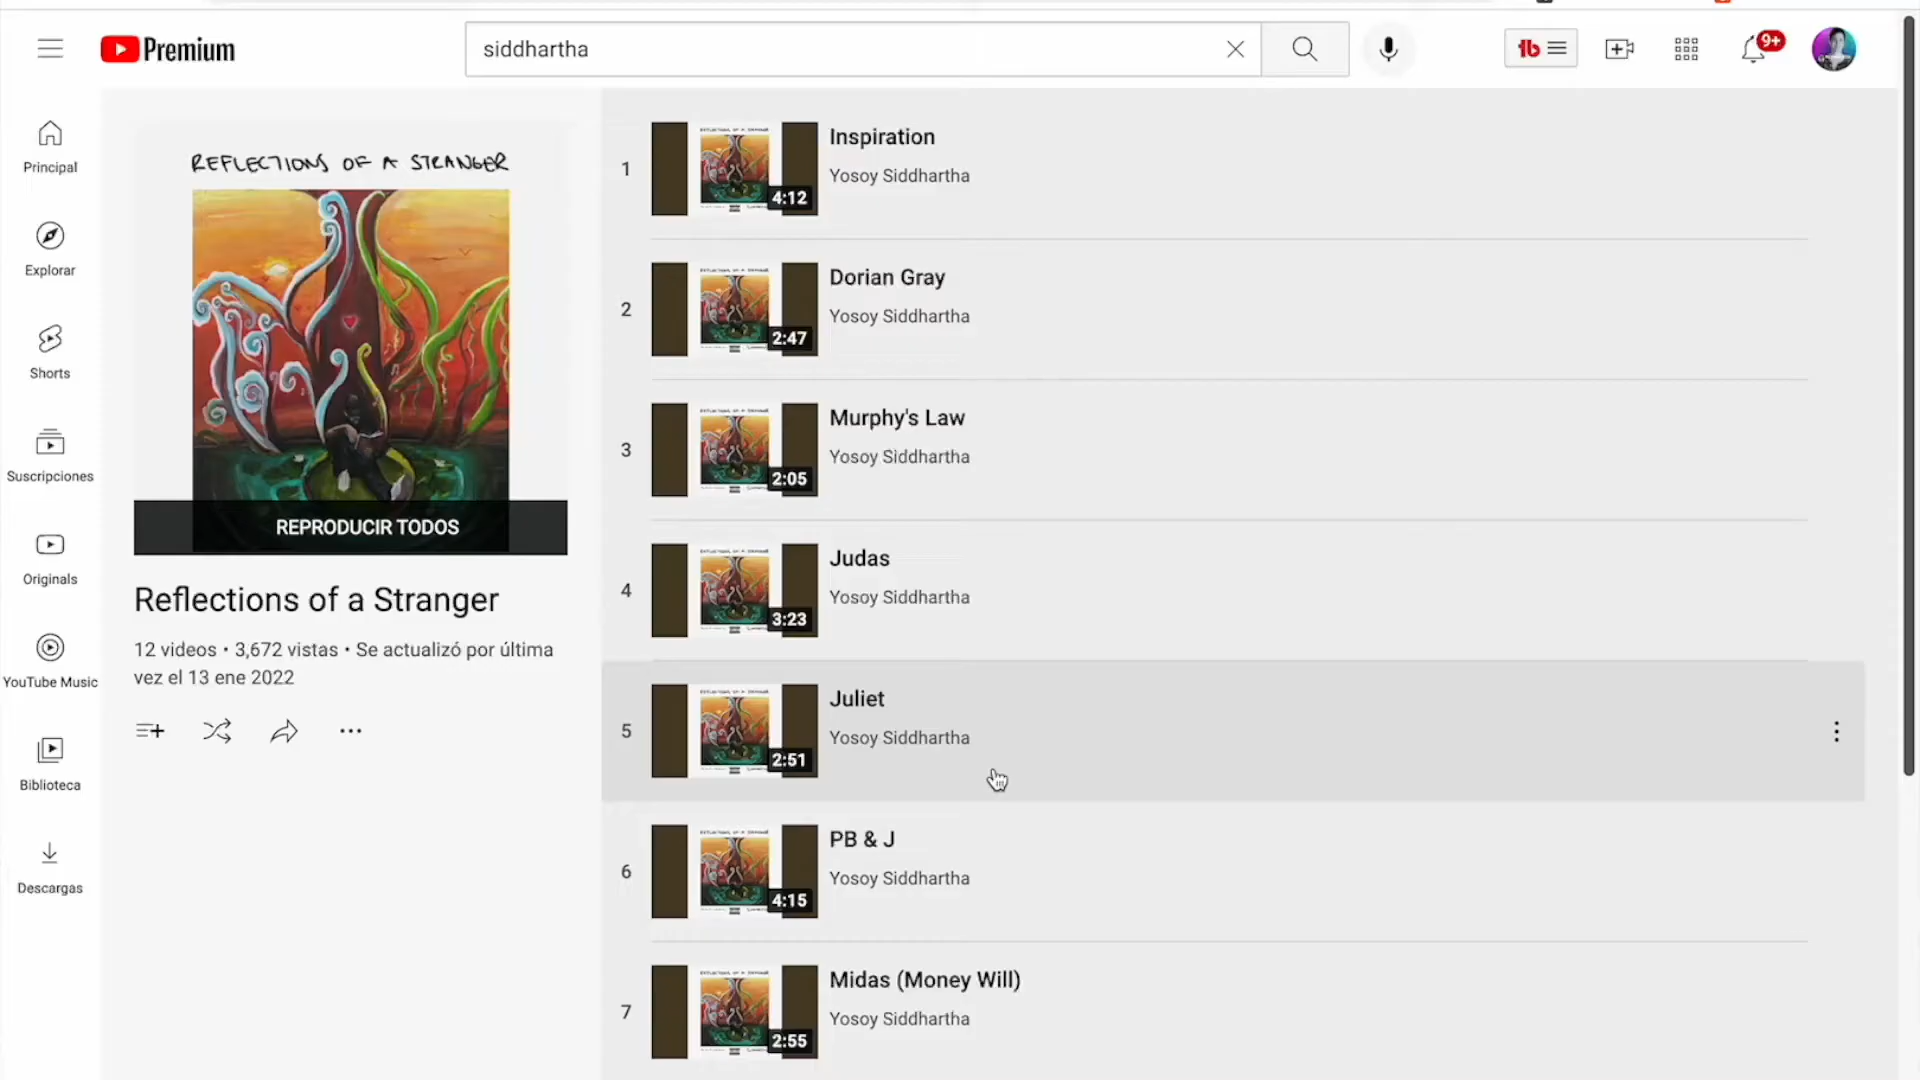 Premium
siddhartha
9+
Principal
Explorar
Shorts
Suscripciones
Originals
YouTube Music
Biblioteca
Descargas
REFLECTIONS OF A STRANGER
REPRODUCIR TODOS
Reflections of a Stranger
12 videos • 3,672 vistas • Se actualizó por última
vez el 13 ene 2022
1
4:12
Inspiration
Yosoy Siddhartha
2
2:47
Dorian Gray
Yosoy Siddhartha
3
2:05
Murphy's Law
Yosoy Siddhartha
4
3:23
Judas
Yosoy Siddhartha
5
2:51
Juliet
Yosoy Siddhartha
6
4:15
PB & J
Yosoy Siddhartha
7
2:55
Midas (Money Will)
Yosoy Siddhartha